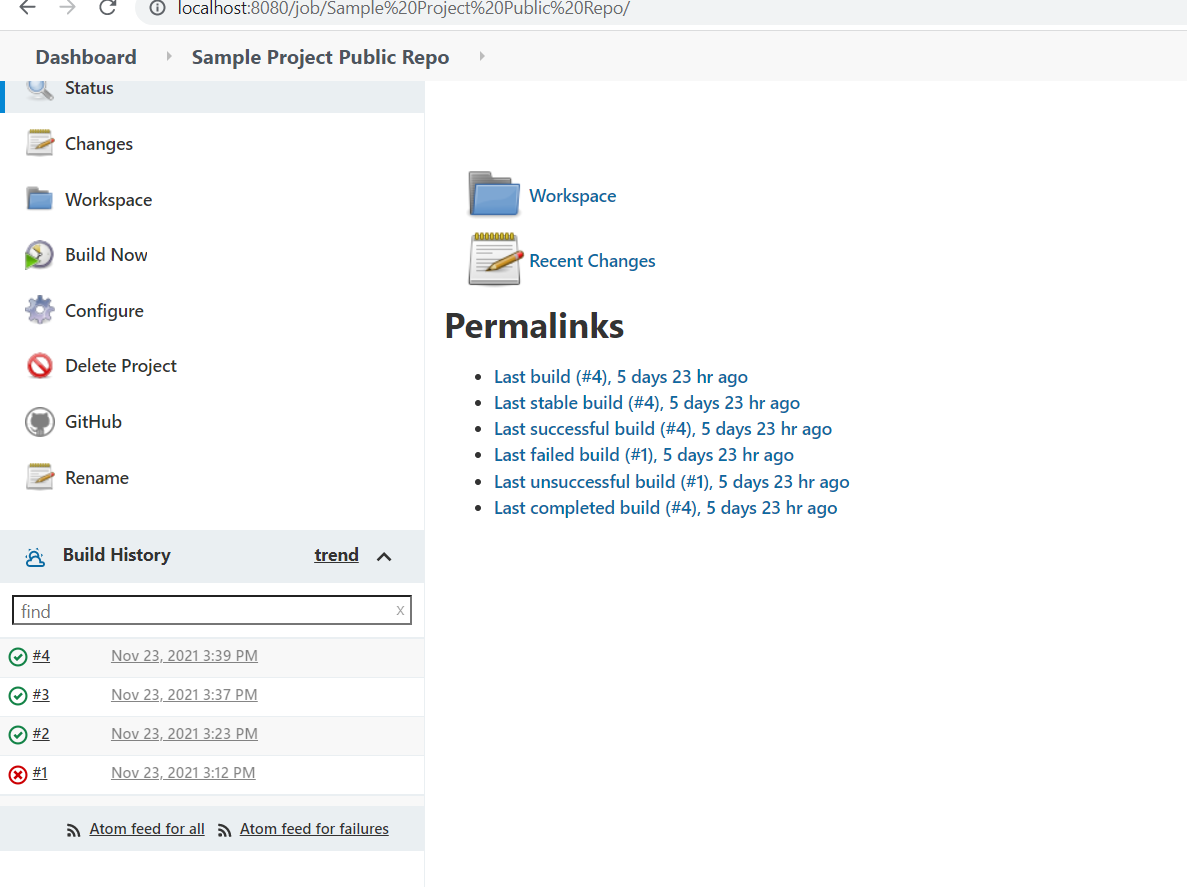 localhost:8080/job/Sample%20Project%20Public%20Repo/
Dashboard Sample Project Public Repo
Status
Changes
Workspace
Build Now
Configure
Delete Project
GitHub
Rename
Build History trend
find x
#4 Nov 23, 2021 3:39 PM
#3 Nov 23, 2021 3:37 PM
#2 Nov 23, 2021 3:23 PM
#1 Nov 23, 2021 3:12 PM
Atom feed for all Atom feed for failures
Workspace
Recent Changes
Permalinks
Last build (#4), 5 days 23 hr ago
Last stable build (#4), 5 days 23 hr ago
Last successful build (#4), 5 days 23 hr ago
Last failed build (#1), 5 days 23 hr ago
Last unsuccessful build (#1), 5 days 23 hr ago
Last completed build (#4), 5 days 23 hr ago